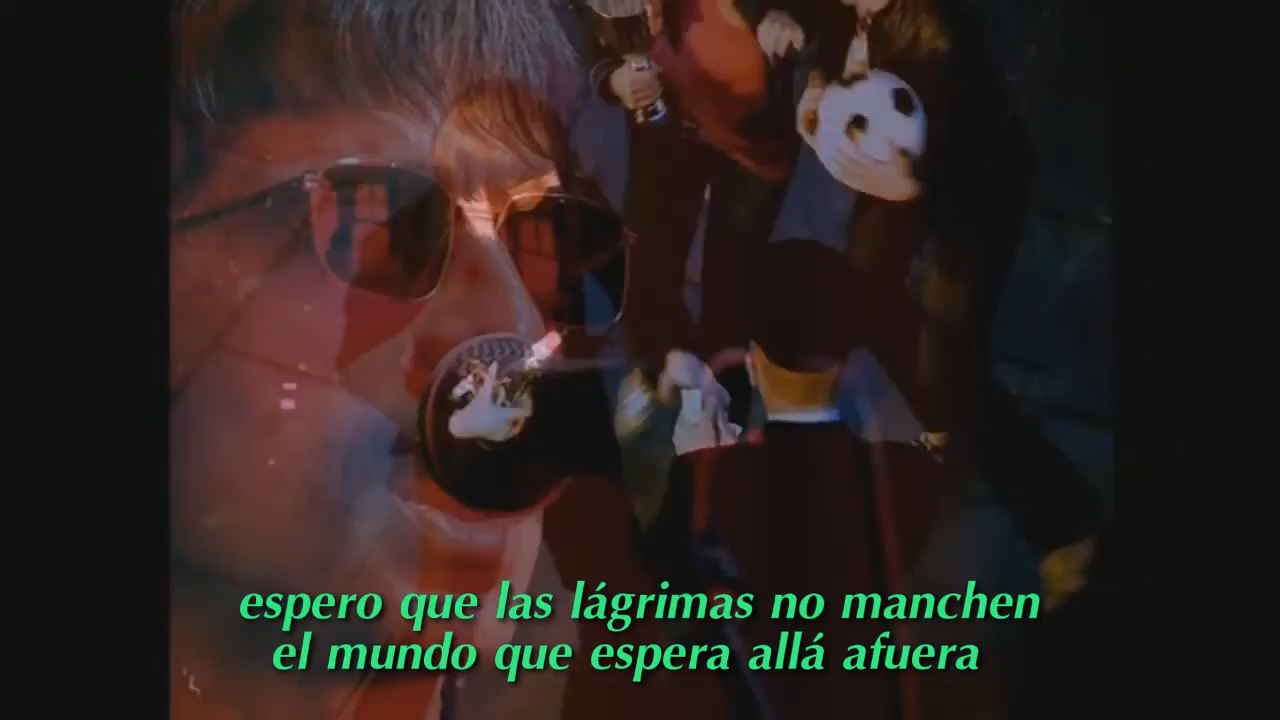 espero que las lágrimas no manchen
el mundo que espera allá afuera